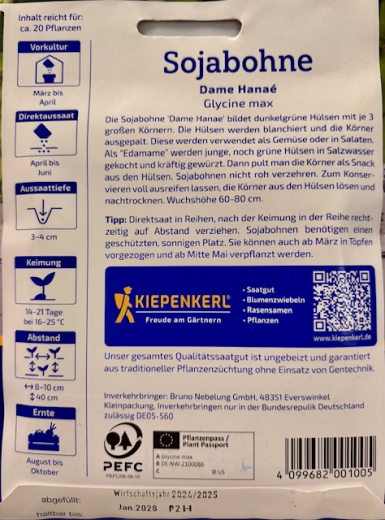 Inhalt reicht für:
ca. 20 Pflanzen
Vorkultur
März bis
April
Direktaussaat
April bis
Juni
Aussaattiefe
3–4 cm
Keimung
14–21 Tage
bei 16–25 °C
Abstand
↔ 8–10 cm
↕ 40 cm
Ernte
August bis
Oktober
Sojabohne
Dame Hanaé
Glycine max
Die Sojabohne 'Dame Hanae' bildet dunkelgrüne Hülsen mit je 3
großen Körnern. Die Hülsen werden blanchiert und die Körner
ausgepalt. Diese werden verwendet als Gemüse oder in Salaten.
Als "Edamame" werden junge, noch grüne Hülsen in Salzwasser
gekocht und kräftig gewürzt. Dann pult man die Körner als Snack
aus den Hülsen. Sojabohnen nicht roh verzehren. Zum Konser-
vieren voll ausreifen lassen, die Körner aus den Hülsen lösen und
nachtrocknen. Wuchshöhe 60–80 cm.
Tipp: Direktsaat in Reihen, nach der Keimung in der Reihe recht-
zeitig auf Abstand verziehen. Sojabohnen benötigen einen
geschützten, sonnigen Platz. Sie können auch ab März in Töpfen
vorgezogen und ab Mitte Mai verpflanzt werden.
KIEPENKERL®
Freude am Gärtnern
• Saatgut
• Blumenzwiebeln
• Rasensamen
• Pflanzen
www.kiepenkerl.de
Unser gesamtes Qualitätssaatgut ist ungebeizt und garantiert
aus traditioneller Pflanzenzüchtung ohne Einsatz von Gentechnik.
Inverkehrbringer: Bruno Nebelung GmbH, 48351 Everswinkel
Kleinpackung, Inverkehrbringen nur in der Bundesrepulik Deutschland
zulässig DE05-560
PEFC
PEFC/04-
Pflanzenpass /
Plant Passport
A Glycine max
B DE-NW-2100086
C
D US
4 099682 001005
abgefüllt:
Wirtschaftsjahr 2024/2025
haltbar bis:
Jan.2028 P2H